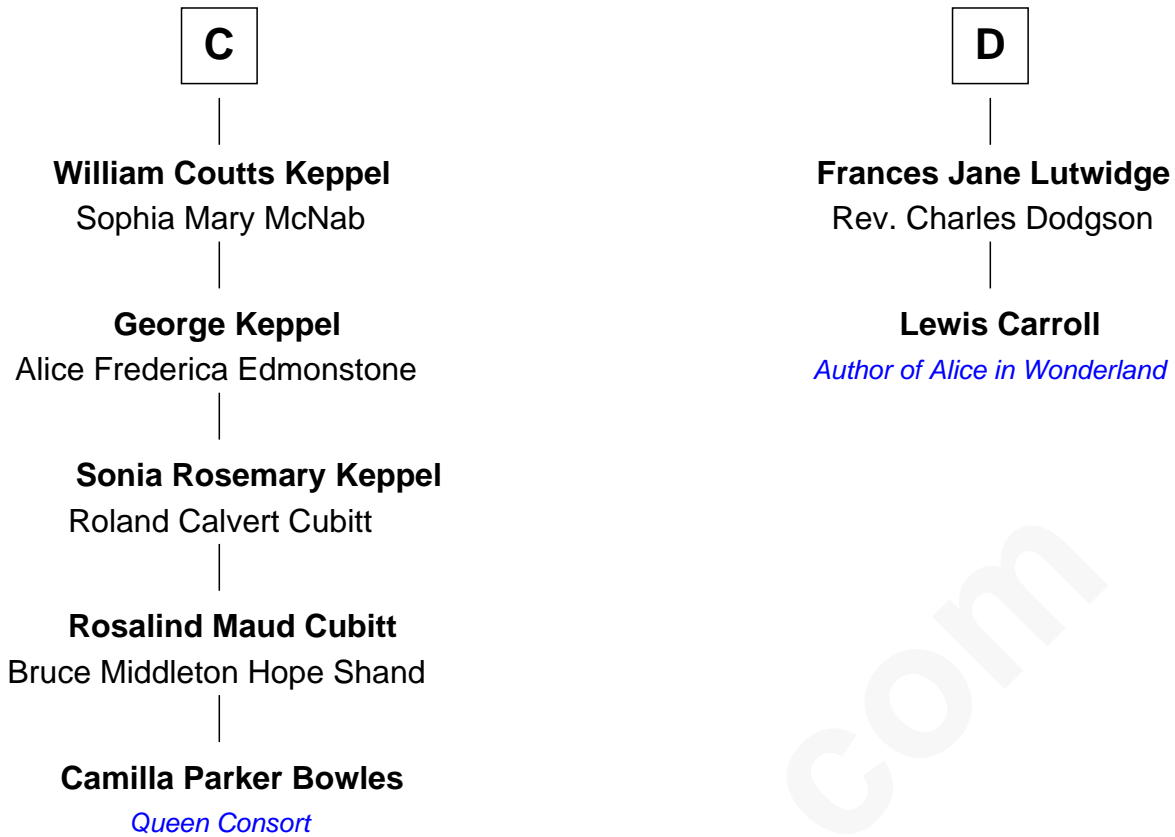 C
William Coutts Keppel
Sophia Mary McNab
George Keppel
Alice Frederica Edmonstone
Sonia Rosemary Keppel
Roland Calvert Cubitt
Rosalind Maud Cubitt
Bruce Middleton Hope Shand
Camilla Parker Bowles
Queen Consort
D
Frances Jane Lutwidge
Rev. Charles Dodgson
Lewis Carroll
Author of Alice in Wonderland
com